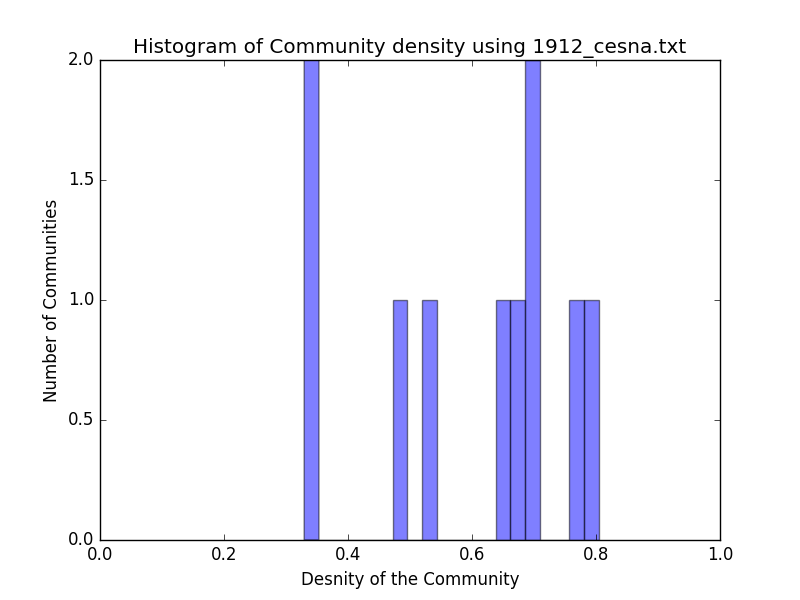 Histogram of Community density using 1912_cesna.txt
2.0
1.5
1.0
0.5
0.0
Number of Communities
0.0 0.2 0.4 0.6 0.8 1.0
Desnity of the Community